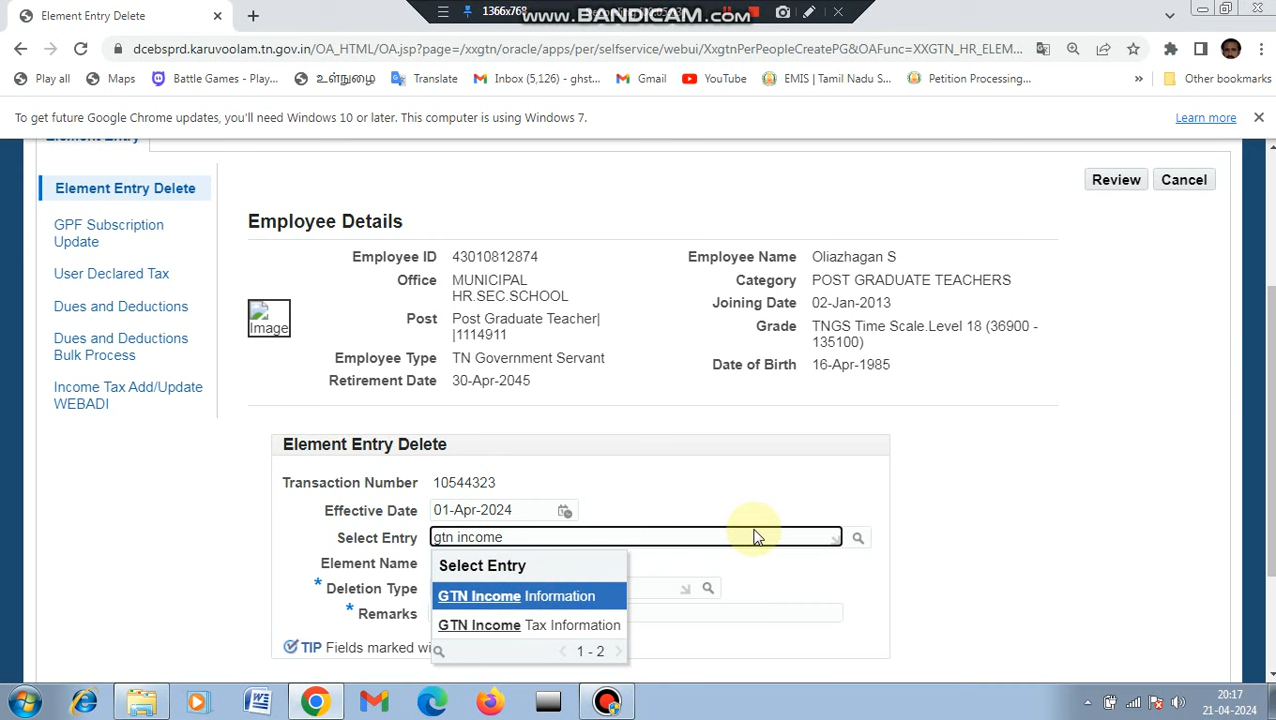 Element Entry Delete
1366x768
www.BANDICAM.com
dcebsprd.karuvoolam.tn.gov.in/OA_HTML/OA.jsp?page=/xxgtn/oracle/apps/per/selfservice/webui/XxgtnPerPeopleCreatePG&OAFunc=XXGTN_HR_ELEM...
Play all Maps Battle Games - Play... உள்நுழை Translate Inbox (5,126) - ghst... Gmail YouTube EMIS | Tamil Nadu S... Petition Processing... » Other bookmarks
To get future Google Chrome updates, you'll need Windows 10 or later. This computer is using Windows 7. Learn more
Element Entry
Element Entry Delete
GPF Subscription
Update
User Declared Tax
Dues and Deductions
Dues and Deductions
Bulk Process
Income Tax Add/Update
WEBADI
Review Cancel
Employee Details
Image
Employee ID 43010812874
Office MUNICIPAL
HR.SEC.SCHOOL
Post Post Graduate Teacher|
|1114911
Employee Type TN Government Servant
Retirement Date 30-Apr-2045
Employee Name Oliazhagan S
Category POST GRADUATE TEACHERS
Joining Date 02-Jan-2013
Grade TNGS Time Scale.Level 18 (36900 -
135100)
Date of Birth 16-Apr-1985
Element Entry Delete
Transaction Number 10544323
Effective Date 01-Apr-2024
Select Entry gtn income
Element Name
* Deletion Type
* Remarks
TIP Fields marked wi
Select Entry
GTN Income Information
GTN Income Tax Information
1 - 2
20:17
21-04-2024